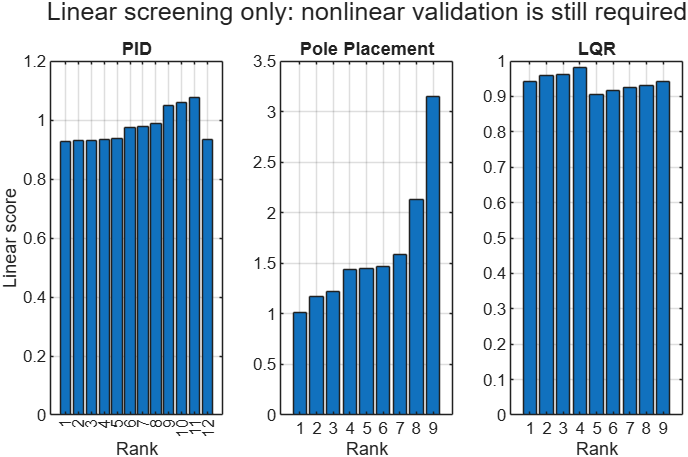 Linear screening only: nonlinear validation is still required
PID
Pole Placement
LQR
Linear score
1.2
1
0.8
0.6
0.4
0.2
0
1 2 3 4 5 6 7 8 9 10 11 12
Rank
3.5
3
2.5
2
1.5
1
0.5
0
1 2 3 4 5 6 7 8 9
Rank
1
0.9
0.8
0.7
0.6
0.5
0.4
0.3
0.2
0.1
0
1 2 3 4 5 6 7 8 9
Rank